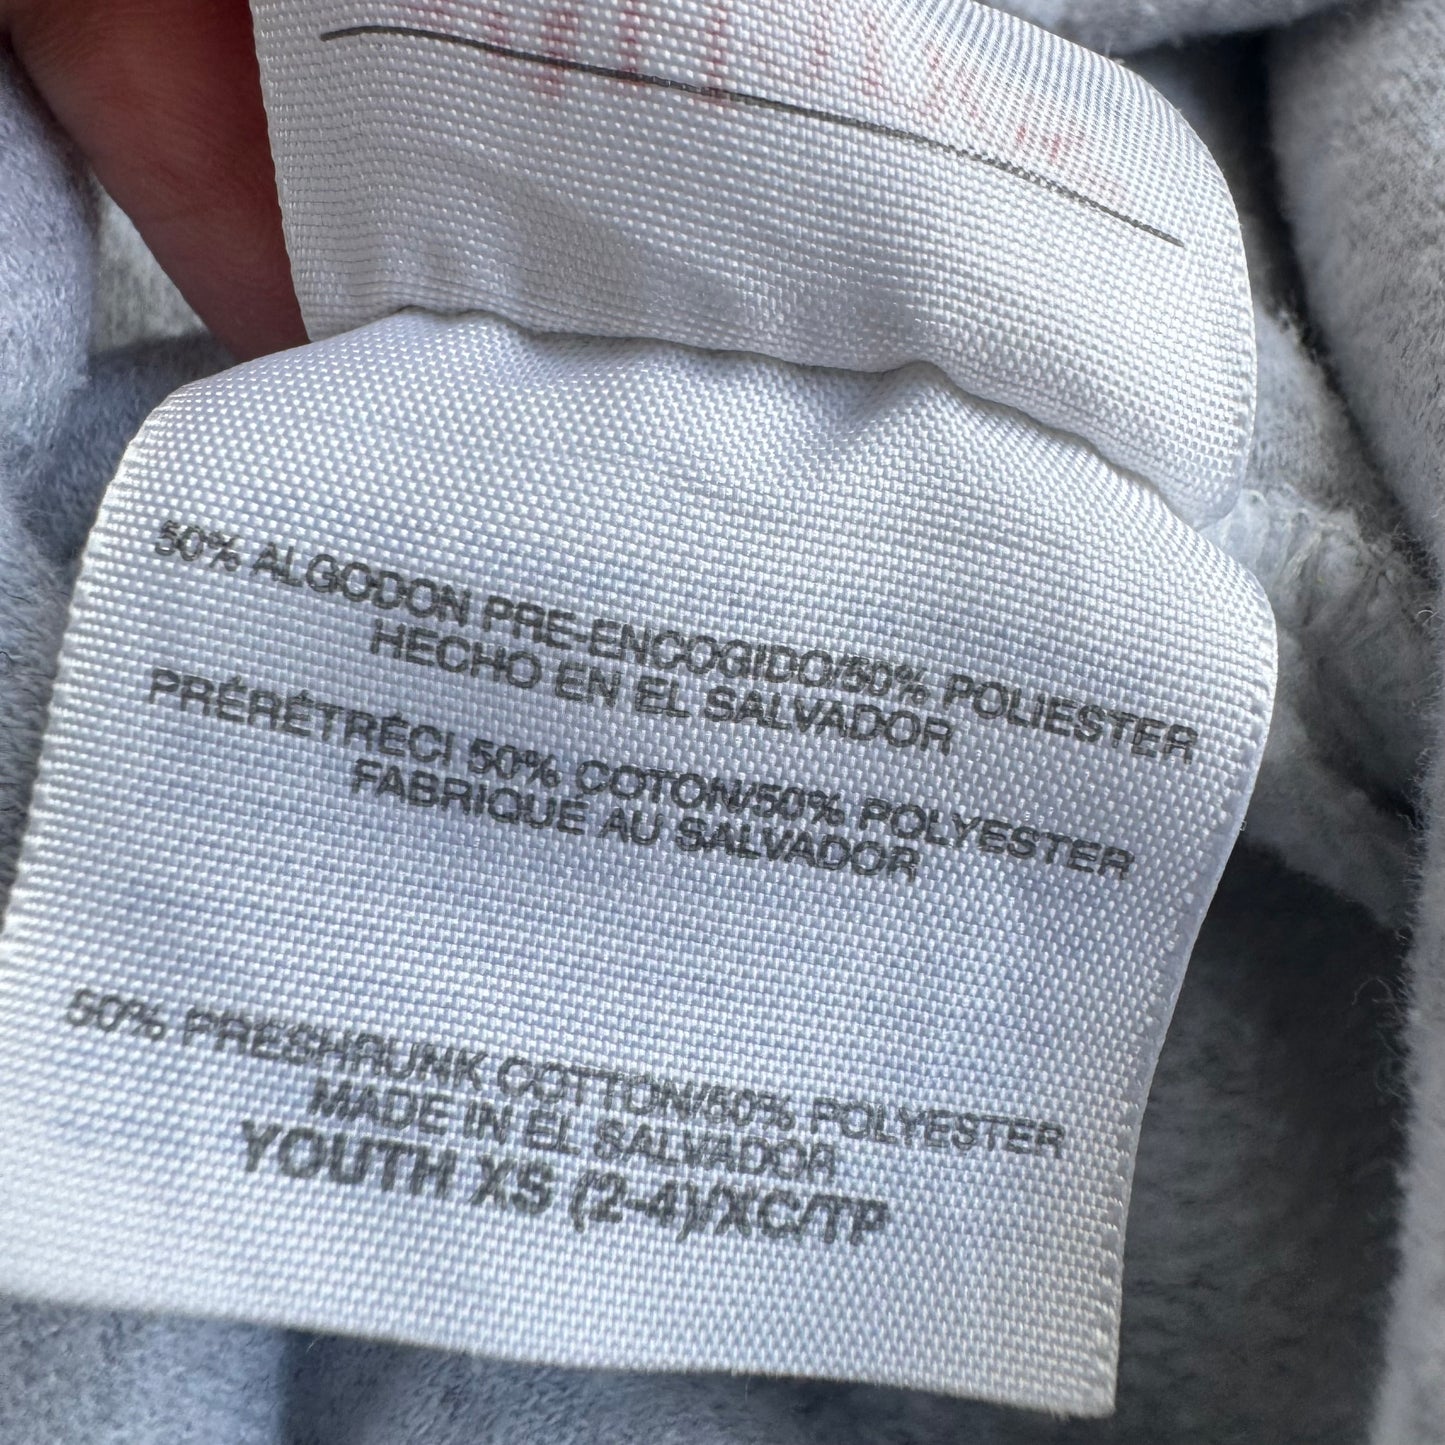 50% ALGODON PRE-ENCOGIDO/50% POLIESTER
HECHO EN EL SALVADOR
PRÉRÉTRÉCI 50% COTON/50% POLYESTER
FABRIQUÉ AU SALVADOR
50% PRESHRUNK COTTON/50% POLYESTER
MADE IN EL SALVADOR
YOUTH XS (2-4)/XC/TP